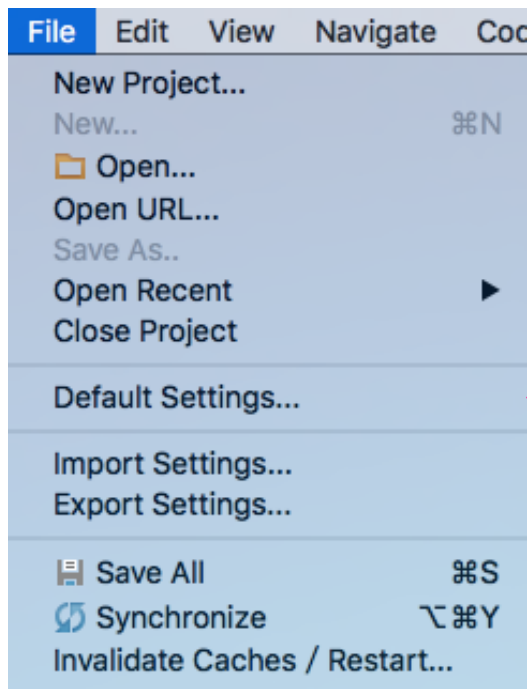 File Edit View Navigate
New Project...
New... ⌘N
Open...
Open URL...
Save As..
Open Recent ▶
Close Project
Default Settings...
Import Settings...
Export Settings...
Save All ⌘S
Synchronize ⌥⌘Y
Invalidate Caches / Restart...